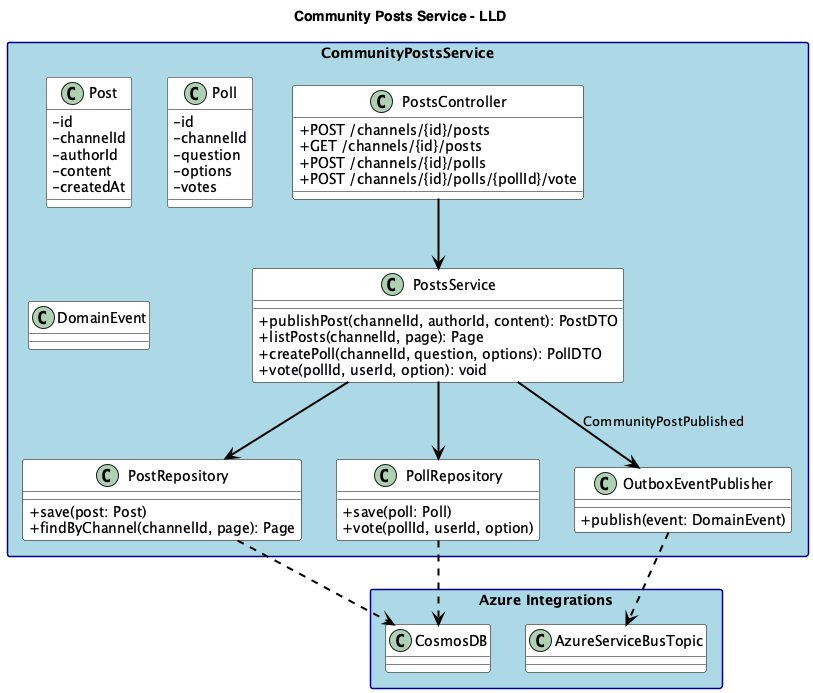 Community Posts Service - LLD
CommunityPostsService
C Post
-id
-channelId
-authorId
-content
-createdAt
C Poll
-id
-channelId
-question
-options
-votes
C PostsController
+POST /channels/{id}/posts
+GET /channels/{id}/posts
+POST /channels/{id}/polls
+POST /channels/{id}/polls/{pollId}/vote
C DomainEvent
C PostsService
+publishPost(channelId, authorId, content): PostDTO
+listPosts(channelId, page): Page
+createPoll(channelId, question, options): PollDTO
+vote(pollId, userId, option): void
CommunityPostPublished
C PostRepository
+save(post: Post)
+findByChannel(channelId, page): Page
C PollRepository
+save(poll: Poll)
+vote(pollId, userId, option)
C OutboxEventPublisher
+publish(event: DomainEvent)
Azure Integrations
C CosmosDB
C AzureServiceBusTopic